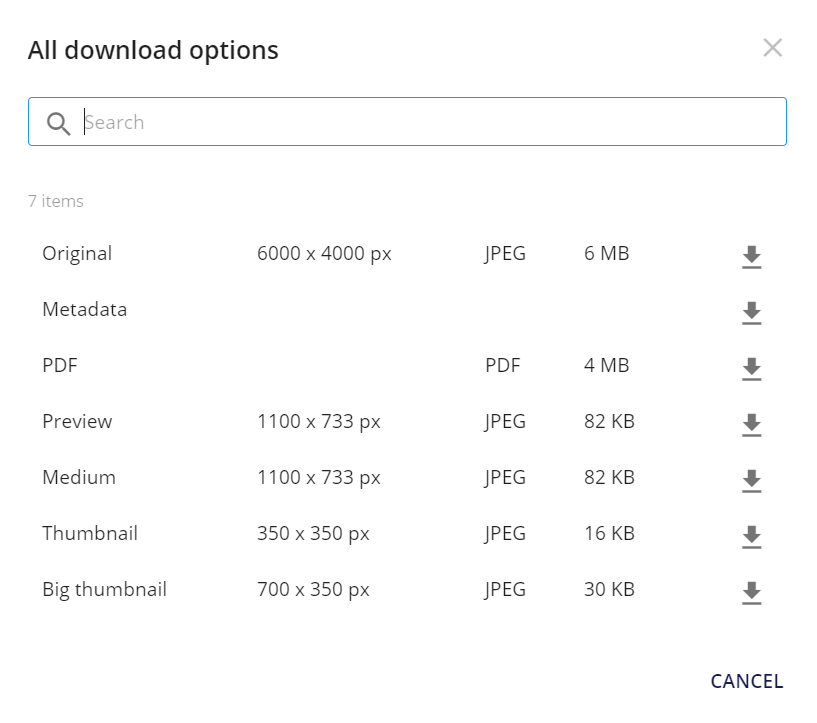 All download options
Search
7 items
Original 6000 x 4000 px JPEG 6 MB
Metadata
PDF PDF 4 MB
Preview 1100 x 733 px JPEG 82 KB
Medium 1100 x 733 px JPEG 82 KB
Thumbnail 350 x 350 px JPEG 16 KB
Big thumbnail 700 x 350 px JPEG 30 KB
CANCEL